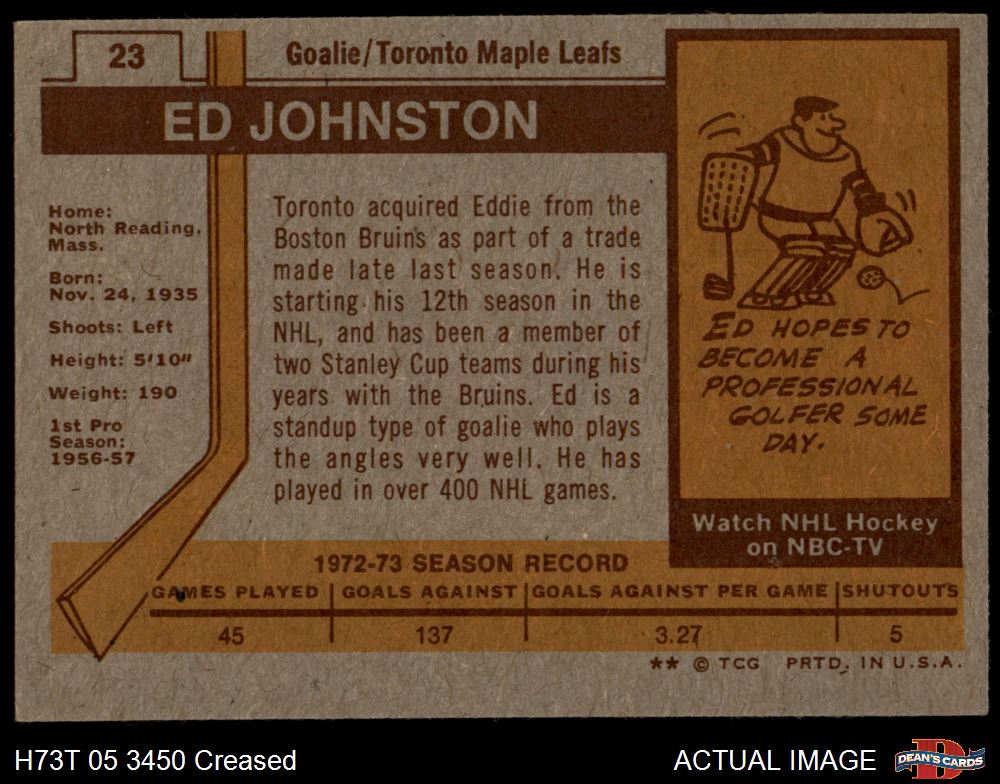 23
Goalie/Toronto Maple Leafs
ED JOHNSTON
Home:
North Reading,
Mass.
Born:
Nov. 24, 1935
Shoots: Left
Height: 5'10"
Weight: 190
1st Pro
Season:
1956-57
Toronto acquired Eddie from the
Boston Bruins as part of a trade
made late last season. He is
starting his 12th season in the
NHL, and has been a member of
two Stanley Cup teams during his
years with the Bruins. Ed is a
standup type of goalie who plays
the angles very well. He has
played in over 400 NHL games.
ED HOPES TO
BECOME A
PROFESSIONAL
GOLFER SOME
DAY.
Watch NHL Hockey
on NBC-TV
1972-73 SEASON RECORD
GAMES PLAYED GOALS AGAINST GOALS AGAINST PER GAME SHUTOUTS
45 137 3.27 5
** © TCG PRTD. IN U.S.A.
H73T 05 3450 Creased
ACTUAL IMAGE
D
DEAN'S CARDS